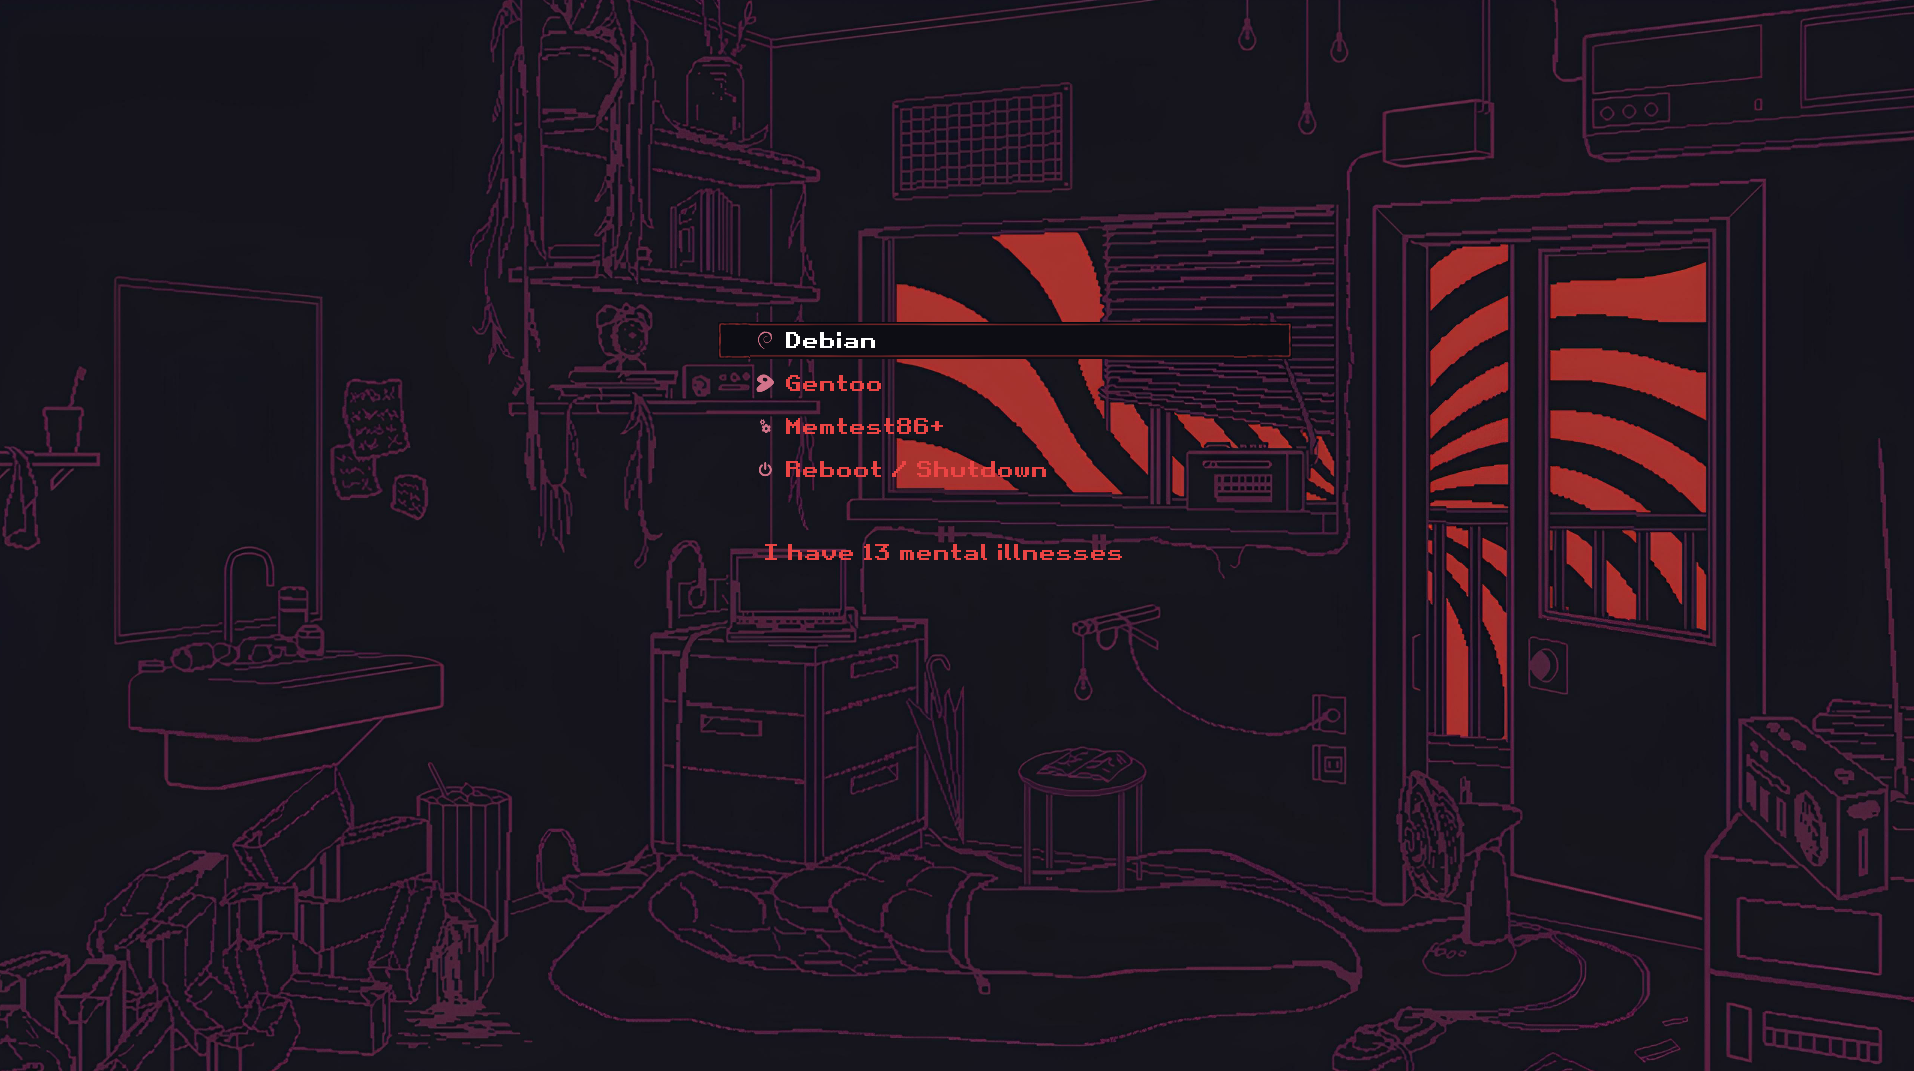 Debian
Gentoo
Memtest86+
Reboot / Shutdown
I have 13 mental illnesses